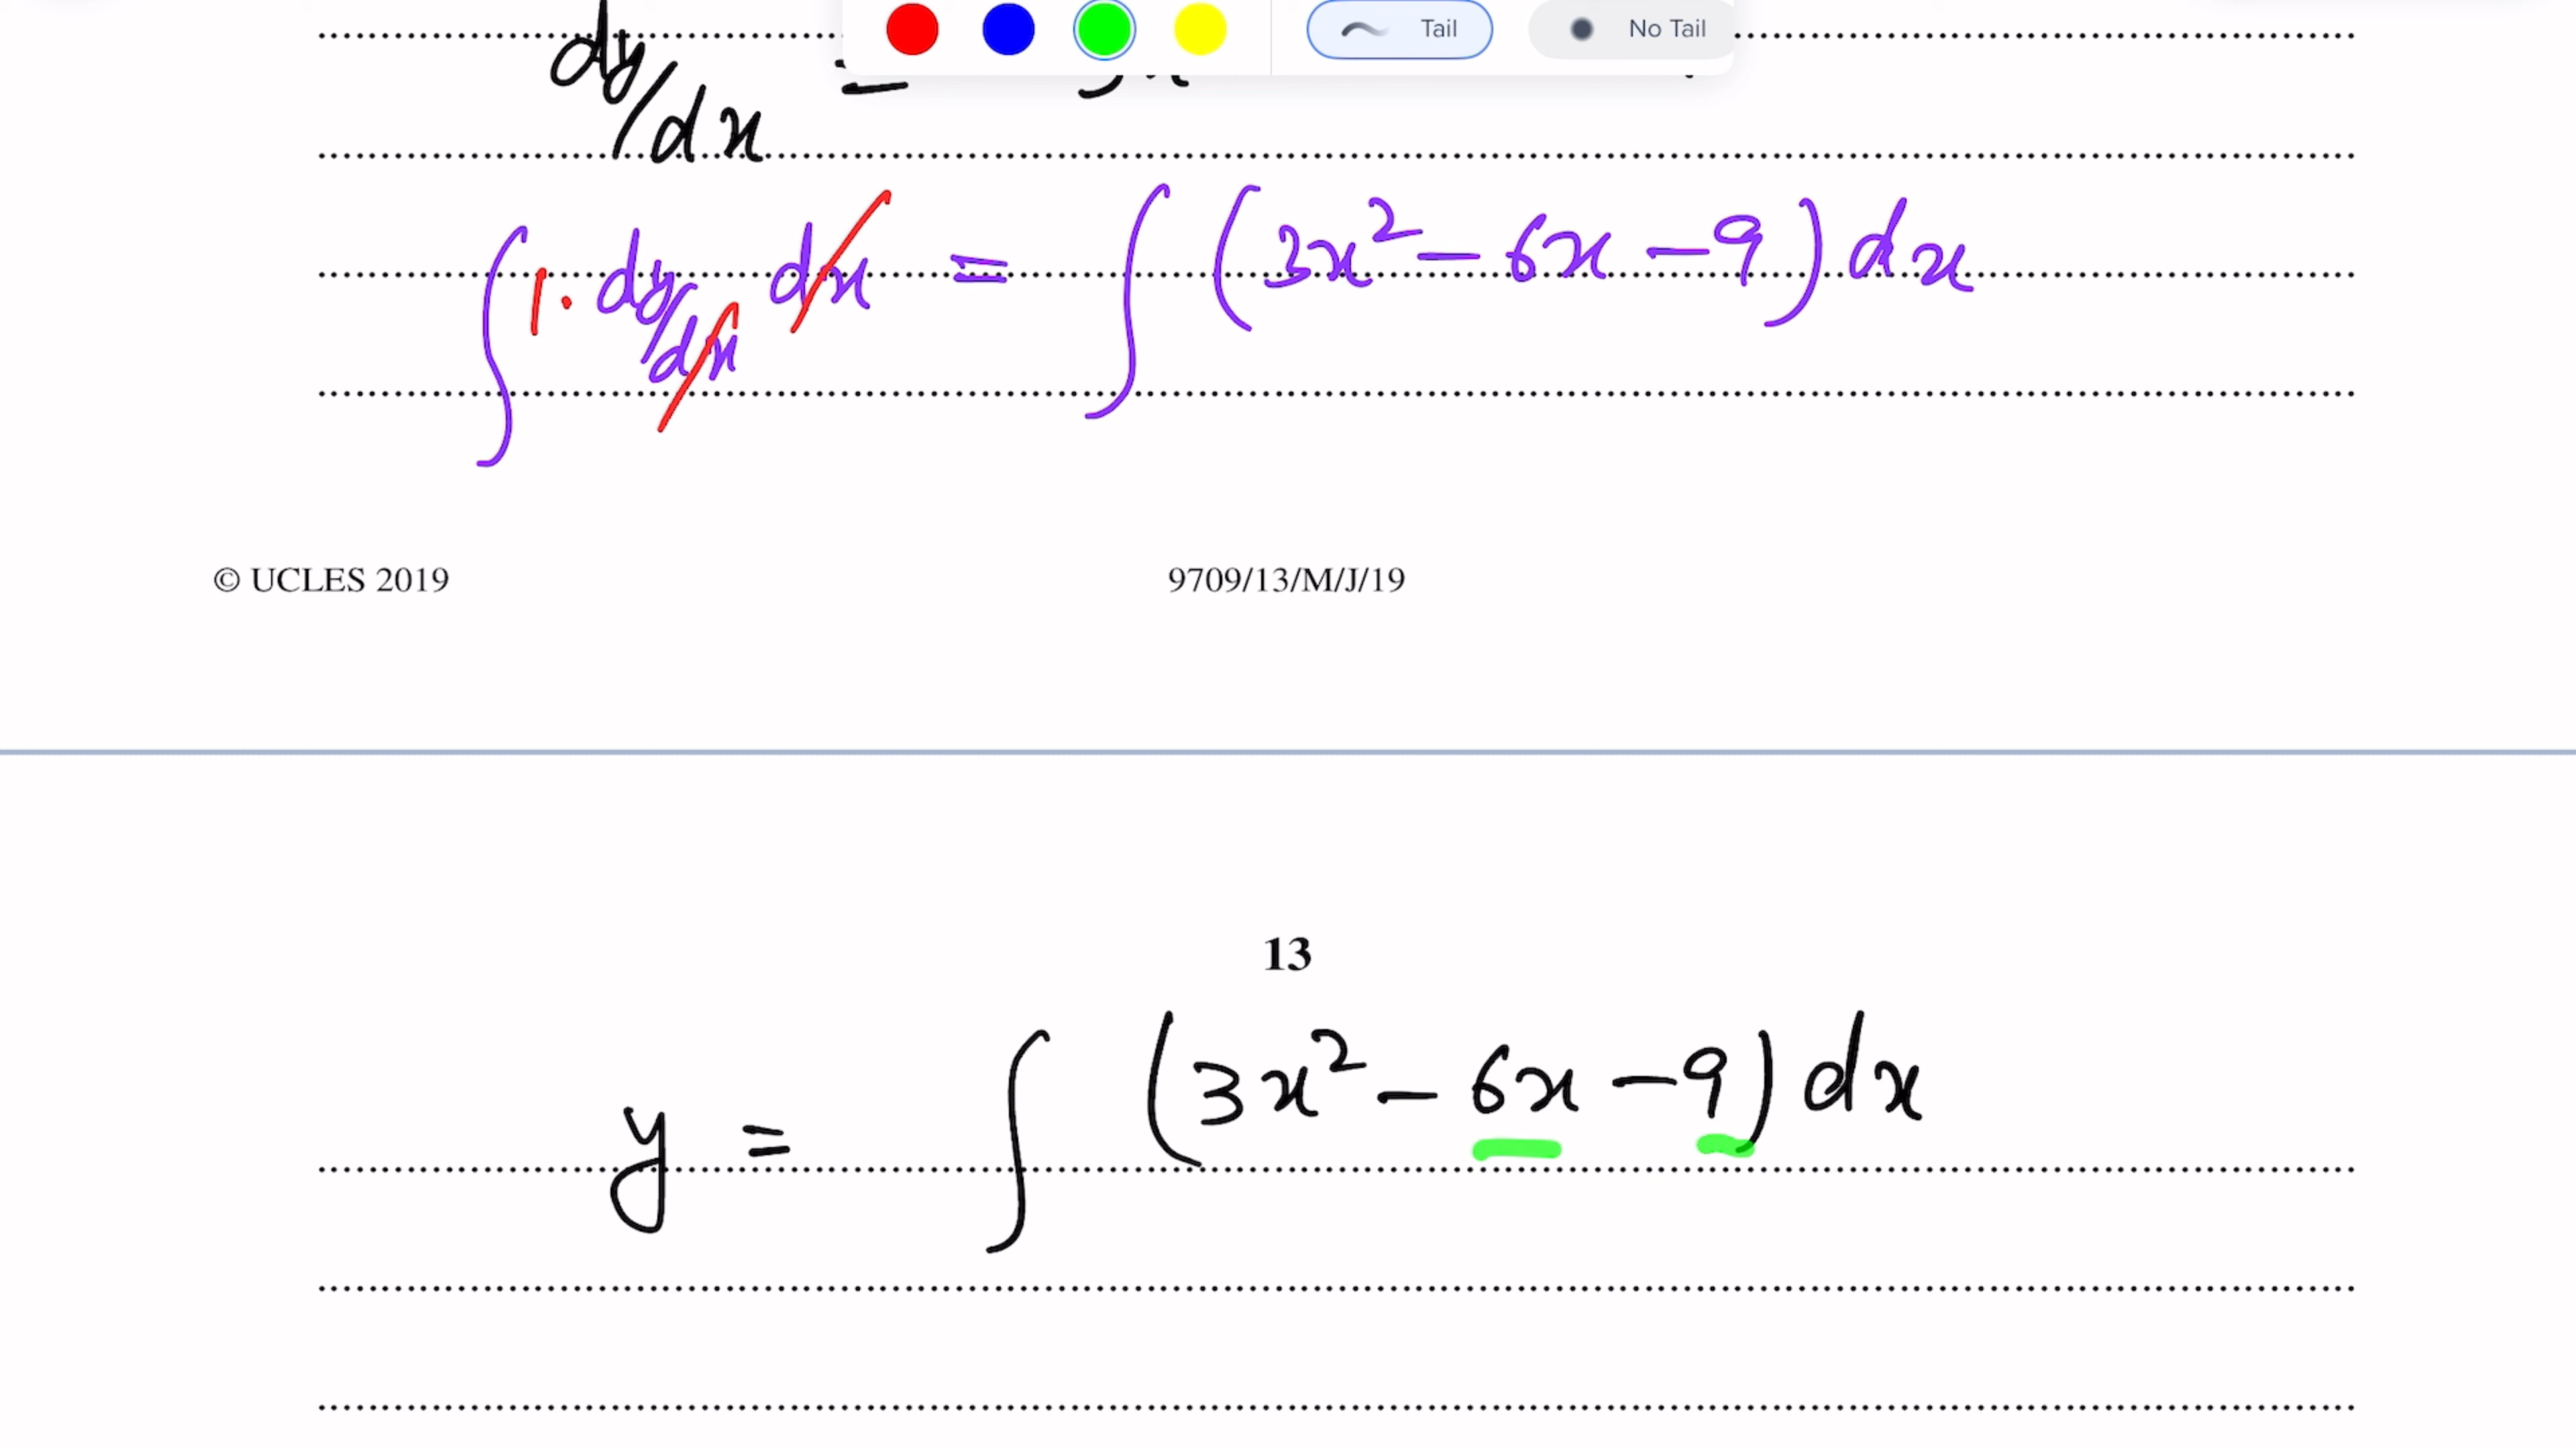 Tail No Tail
dy/dx =
∫ 1. dy/dx dx = ∫ (3x² – 6x – 9) dx
© UCLES 2019 9709/13/M/J/19
13
y = ∫ (3x² – 6x – 9) dx